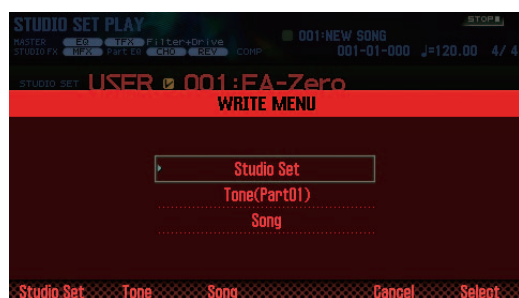 STUDIO SET PLAY
STOP
MASTER EQ TFX Filter+Drive
001:NEW SONG
STUDIO FX MFX Part EQ CHO REV COMP
001-01-000 ♩=120.00 4/4
STUDIO SET USER 001:FA-Zero
WRITE MENU
Studio Set
Tone(Part01)
Song
Studio Set Tone Song Cancel Select